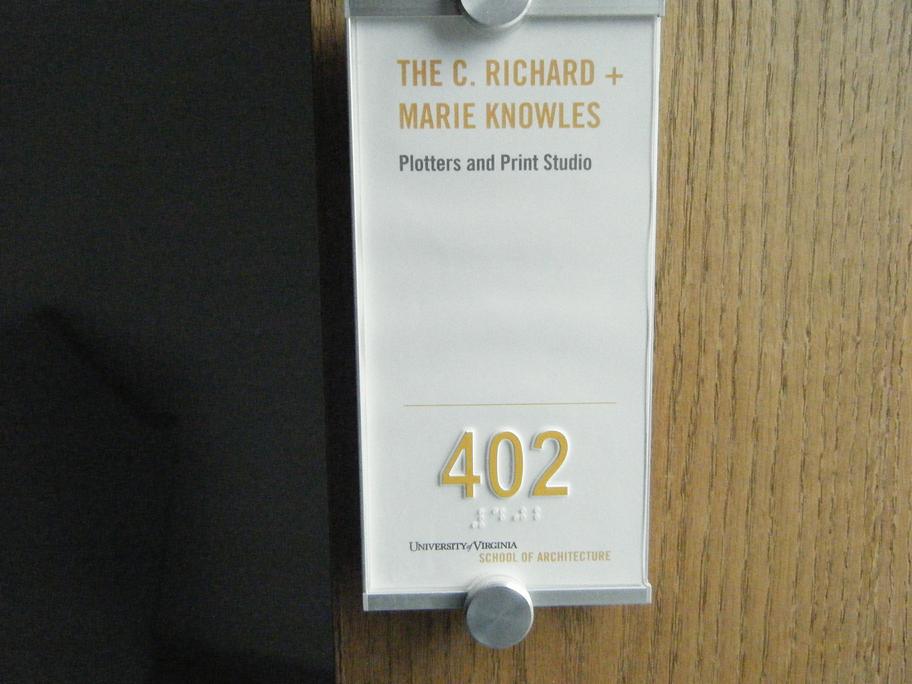 THE C. RICHARD +
MARIE KNOWLES
Plotters and Print Studio
402
UNIVERSITY of VIRGINIA
SCHOOL OF ARCHITECTURE